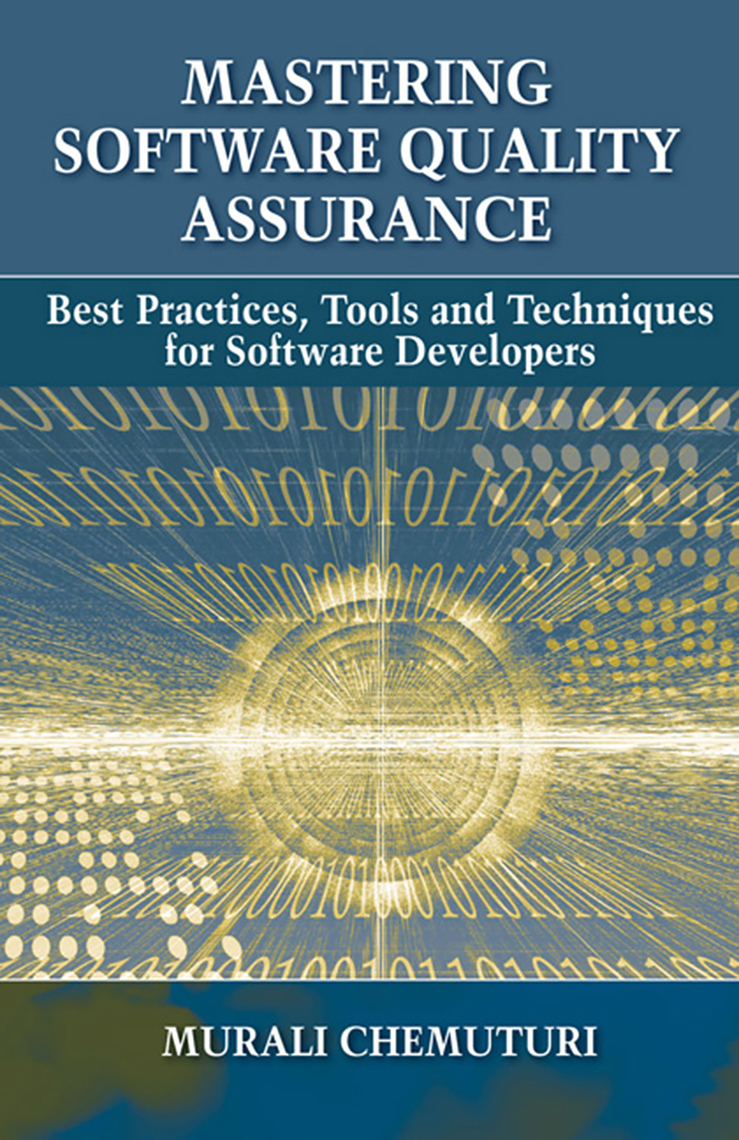 MASTERING
SOFTWARE QUALITY
ASSURANCE
Best Practices, Tools and Techniques
for Software Developers
MURALI CHEMUTURI